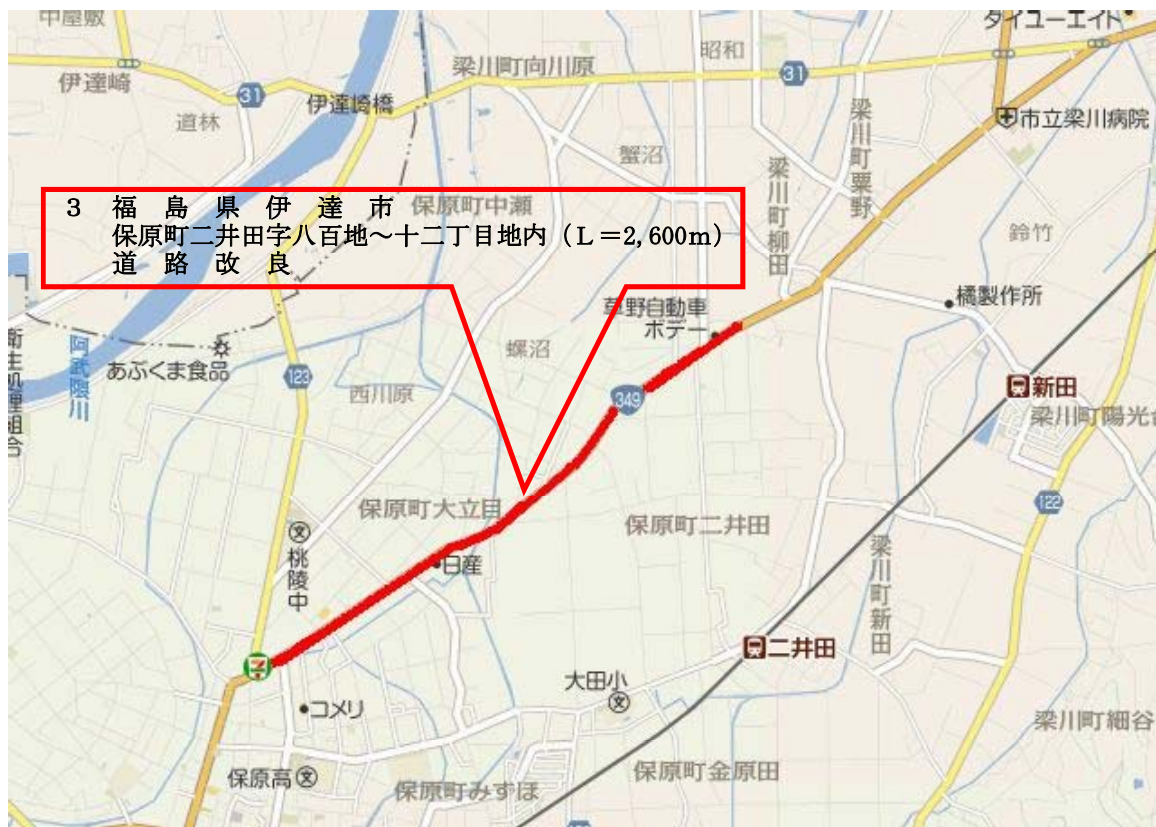 中屋敷
ダイユーエイト
昭和
梁川町向川原
31
伊達崎
31
伊達崎橋
道林
市立梁川病院
梁川町粟野
蟹沼
梁川町柳田
保原町中瀬
鈴竹
3 福島県伊達市
保原町二井田字八百地～十二丁目地内（L＝2,600m）
道路改良
橘製作所
草野自動車
ボデー
衛生処理組合
阿武隈川
あぶくま食品
螺沼
123
西川原
349
新田
梁川町陽光台
122
保原町大立目
保原町二井田
桃陵中
日産
梁川町新田
二井田
大田小
コメリ
梁川町細谷
保原高
保原町みずほ
保原町金原田